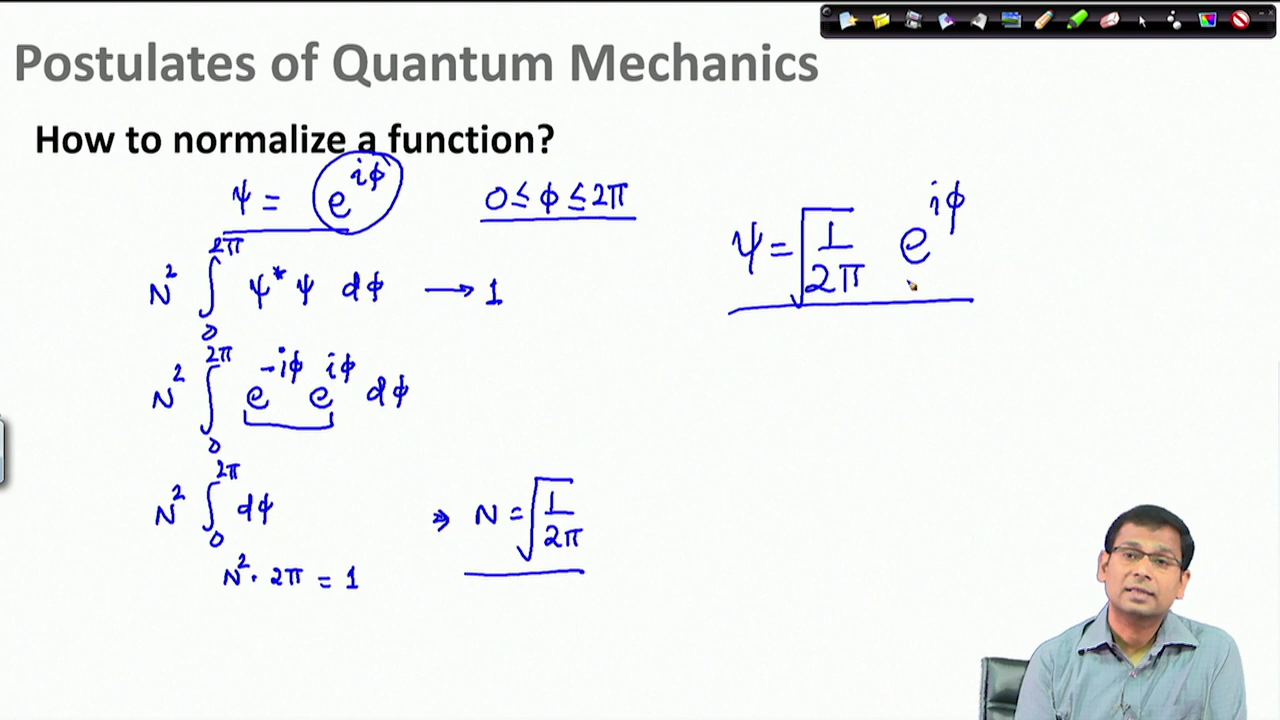 Postulates of Quantum Mechanics
How to normalize a function?
ψ = e^{iϕ} 0 ≤ ϕ ≤ 2π
N² ∫₀^{2π} ψ* ψ dϕ → 1
N² ∫₀^{2π} e^{-iϕ} e^{iϕ} dϕ
N² ∫₀^{2π} dϕ
N² · 2π = 1
⇒ N = √(1/2π)
ψ = √(1/2π) e^{iϕ}